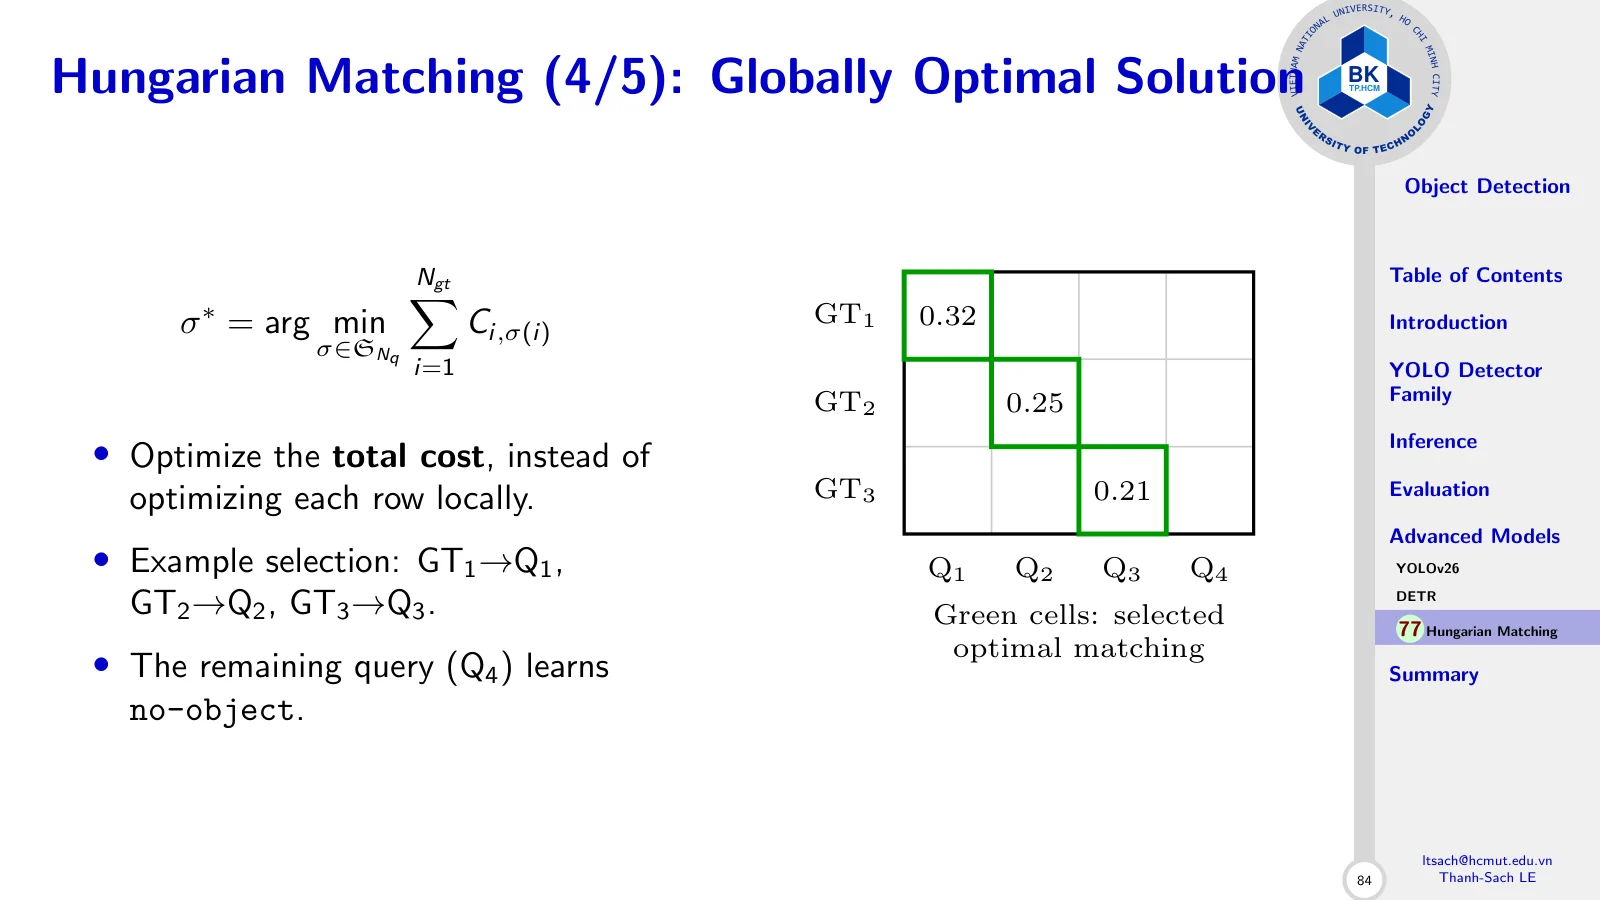 Hungarian Matching (4/5): Globally Optimal Solution
VIETNAM NATIONAL UNIVERSITY, HO CHI MINH CITY
BK
TP.HCM
UNIVERSITY OF TECHNOLOGY
σ* = arg min_{σ∈𝔖_{N_q}} ∑_{i=1}^{N_{gt}} C_{i,σ(i)}
• Optimize the total cost, instead of
optimizing each row locally.
• Example selection: GT₁→Q₁,
GT₂→Q₂, GT₃→Q₃.
• The remaining query (Q₄) learns
no-object.
GT₁ 0.32
GT₂ 0.25
GT₃ 0.21
Q₁ Q₂ Q₃ Q₄
Green cells: selected
optimal matching
Object Detection
Table of Contents
Introduction
YOLO Detector
Family
Inference
Evaluation
Advanced Models
YOLOv26
DETR
77 Hungarian Matching
Summary
ltsach@hcmut.edu.vn
Thanh-Sach LE
84